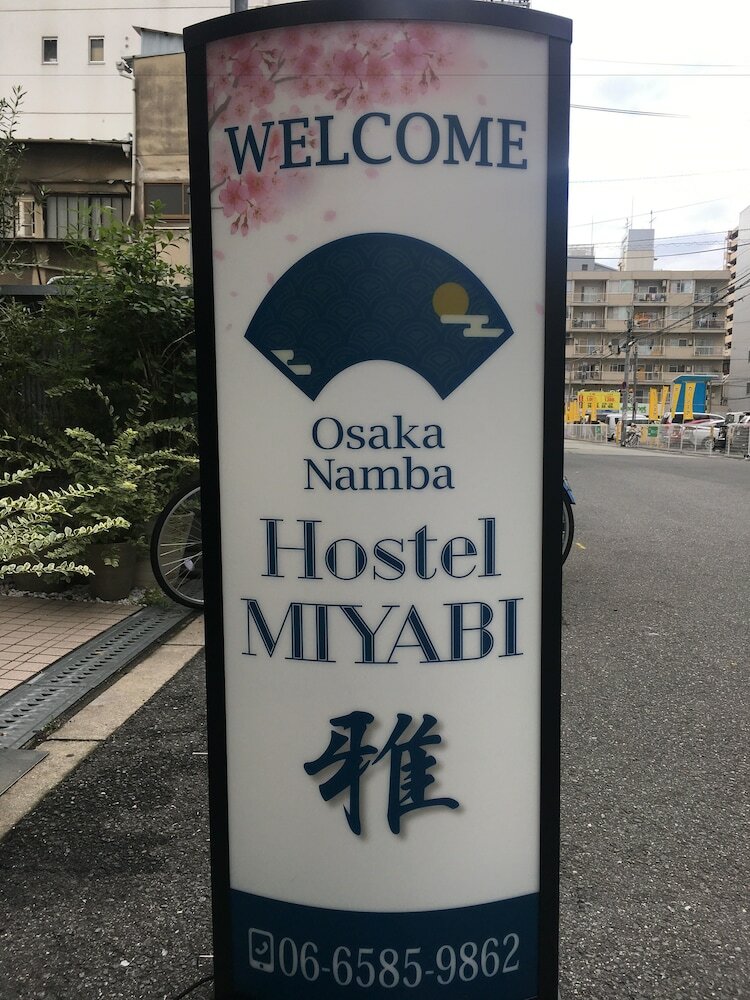 WELCOME
Osaka
Namba
Hostel
MIYABI
雅
06-6585-9862